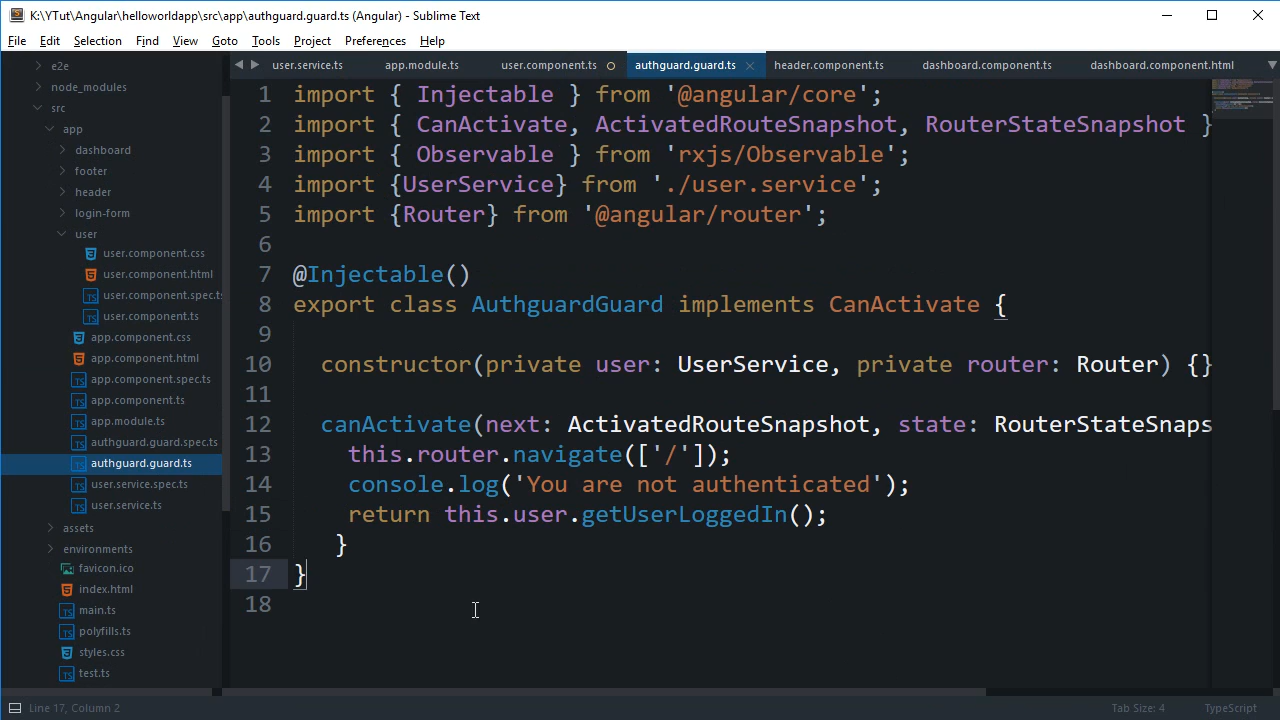 K:\YTut\Angular\helloworldapp\src\app\authguard.guard.ts (Angular) - Sublime Text
File Edit Selection Find View Goto Tools Project Preferences Help
user.service.ts app.module.ts user.component.ts authguard.guard.ts header.component.ts dashboard.component.ts dashboard.component.html
e2e
node_modules
src
app
dashboard
footer
header
login-form
user
user.component.css
user.component.html
user.component.spec.ts
user.component.ts
app.component.css
app.component.html
app.component.spec.ts
app.component.ts
app.module.ts
authguard.guard.spec.ts
authguard.guard.ts
user.service.spec.ts
user.service.ts
assets
environments
favicon.ico
index.html
main.ts
polyfills.ts
styles.css
test.ts
1 import { Injectable } from '@angular/core';
2 import { CanActivate, ActivatedRouteSnapshot, RouterStateSnapshot }
3 import { Observable } from 'rxjs/Observable';
4 import {UserService} from './user.service';
5 import {Router} from '@angular/router';
6
7 @Injectable()
8 export class AuthguardGuard implements CanActivate {
9
10 constructor(private user: UserService, private router: Router) {}
11
12 canActivate(next: ActivatedRouteSnapshot, state: RouterStateSnaps
13 this.router.navigate(['/']);
14 console.log('You are not authenticated');
15 return this.user.getUserLoggedIn();
16 }
17 }
18
Line 17, Column 2 Tab Size: 4 TypeScript